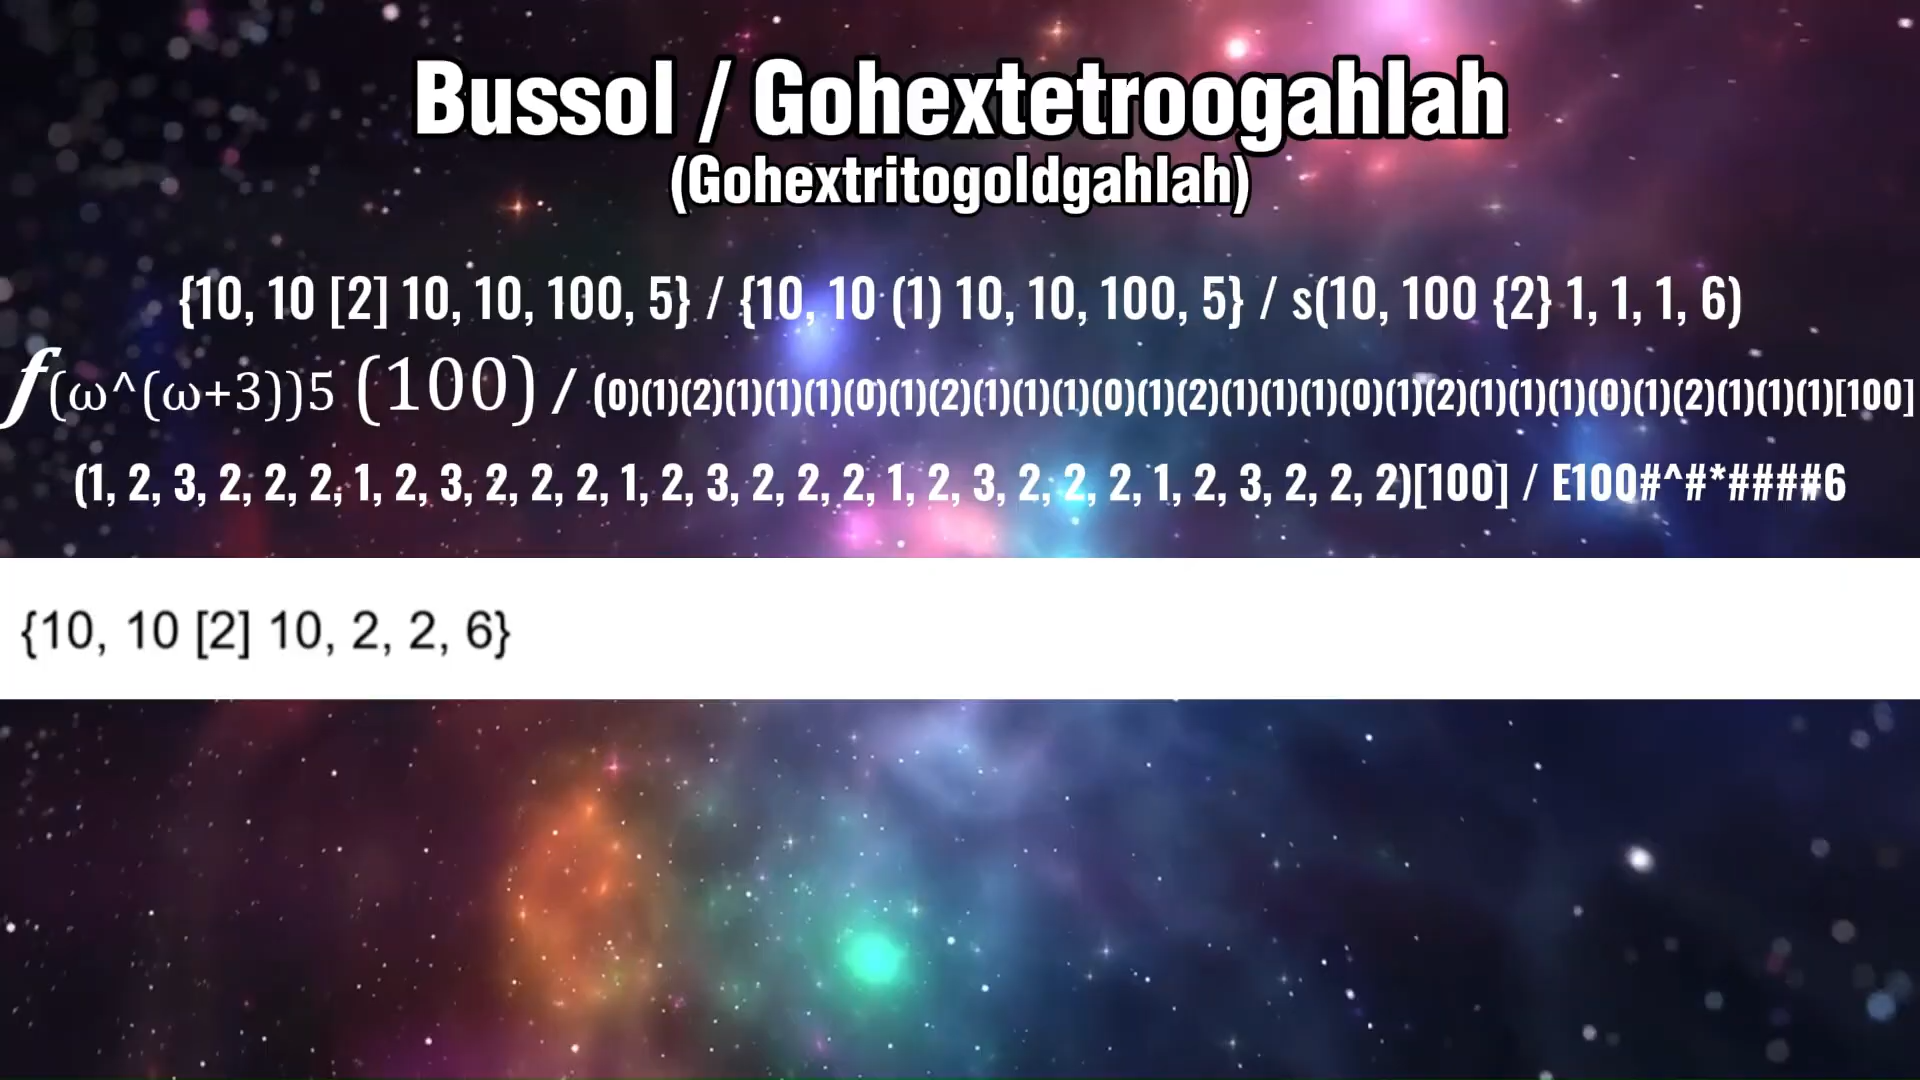 Bussol / Gohextetroogahlah
(Gohextritogoldgahlah)
{10, 10 [2] 10, 10, 100, 5} / {10, 10 (1) 10, 10, 100, 5} / s(10, 100 {2} 1, 1, 1, 6)
f(ω^(ω+3))5 (100) / (0)(1)(2)(1)(1)(1)(0)(1)(2)(1)(1)(1)(0)(1)(2)(1)(1)(1)(0)(1)(2)(1)(1)(1)(0)(1)(2)(1)(1)(1)[100]
(1, 2, 3, 2, 2, 2, 1, 2, 3, 2, 2, 2, 1, 2, 3, 2, 2, 2, 1, 2, 3, 2, 2, 2, 1, 2, 3, 2, 2, 2)[100] / E100#^#*####6
{10, 10 [2] 10, 2, 2, 6}